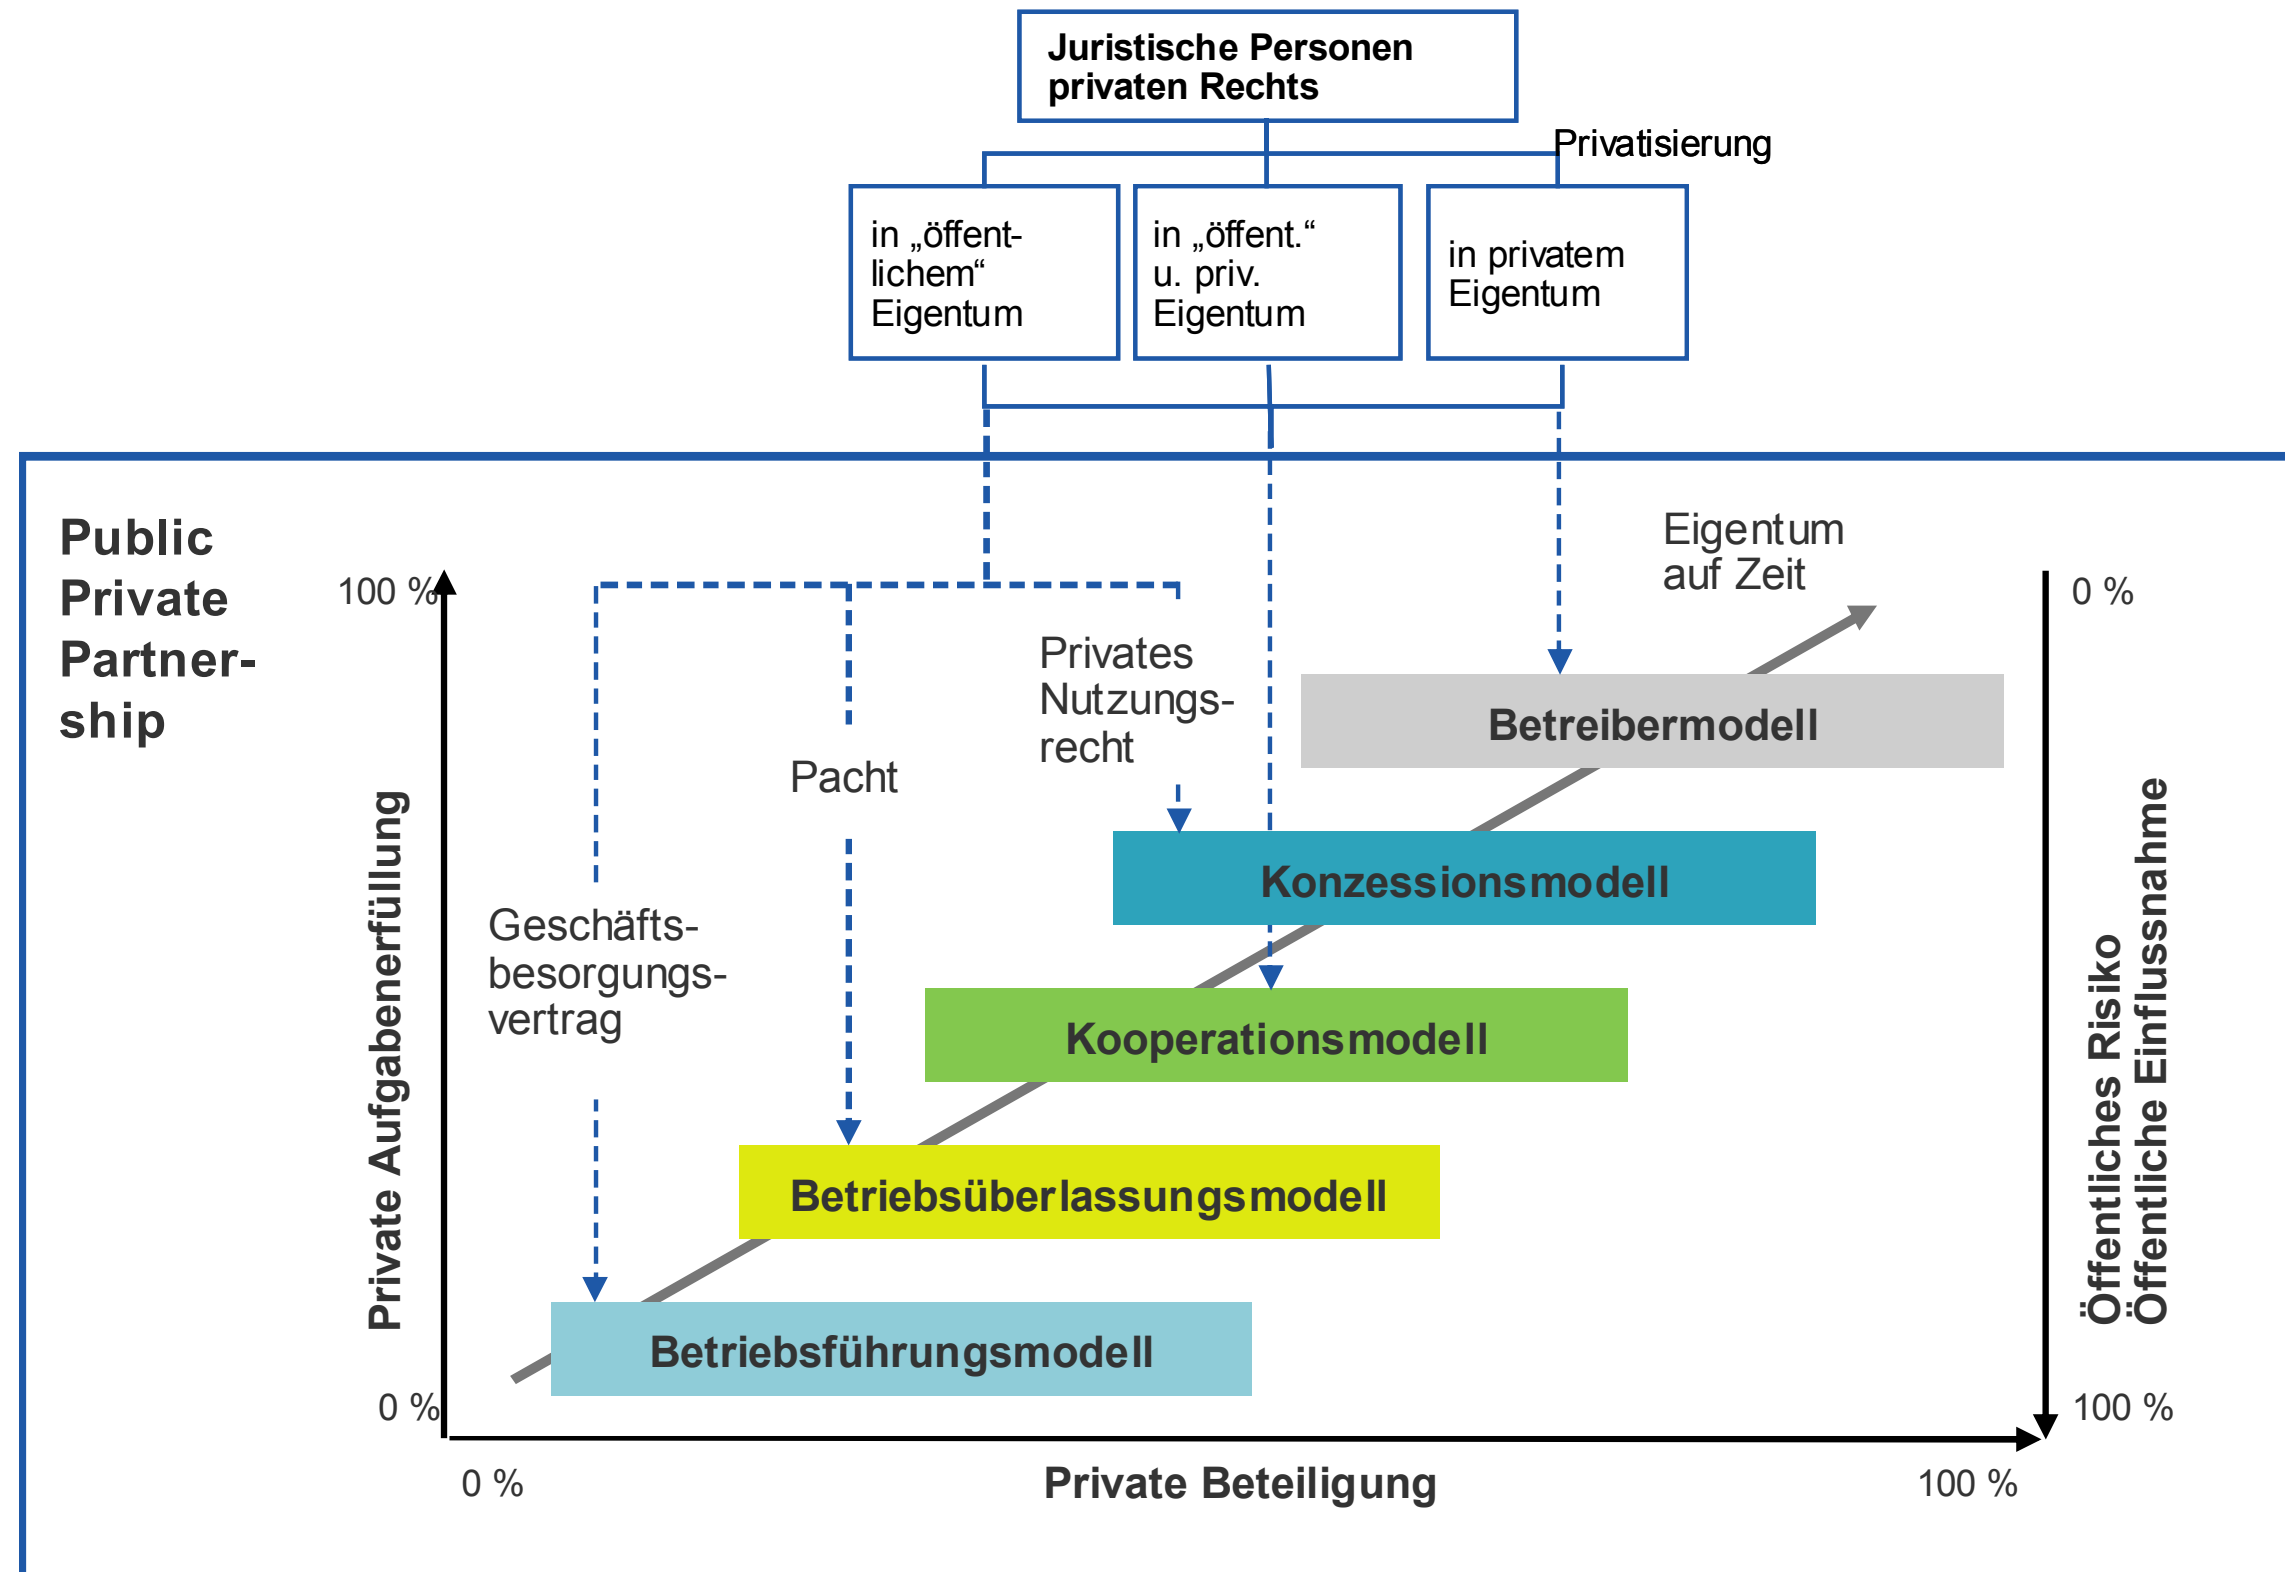 Juristische Personen
privaten Rechts
Privatisierung
in „öffent-
lichem“
Eigentum
in „öffent.“
u. priv.
Eigentum
in privatem
Eigentum
Public
Private
Partner-
ship
Eigentum
auf Zeit
100 %
0 %
Privates
Nutzungs-
recht
Betreibermodell
Pacht
Konzessionsmodell
Geschäfts-
besorgungs-
vertrag
Kooperationsmodell
Betriebsüberlassungsmodell
Betriebsführungsmodell
Private Aufgabenerfüllung
Öffentliches Risiko
Öffentliche Einflussnahme
0 %
100 %
0 %
Private Beteiligung
100 %